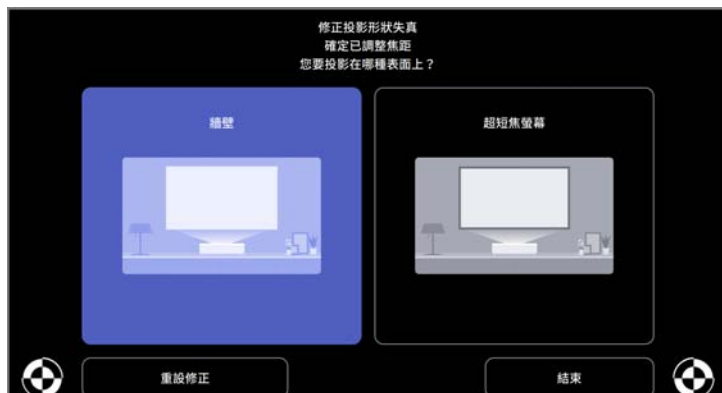 修正投影形狀失真
確定已調整焦距
您要投影在哪種表面上？
牆壁
超短焦螢幕
重設修正
結束